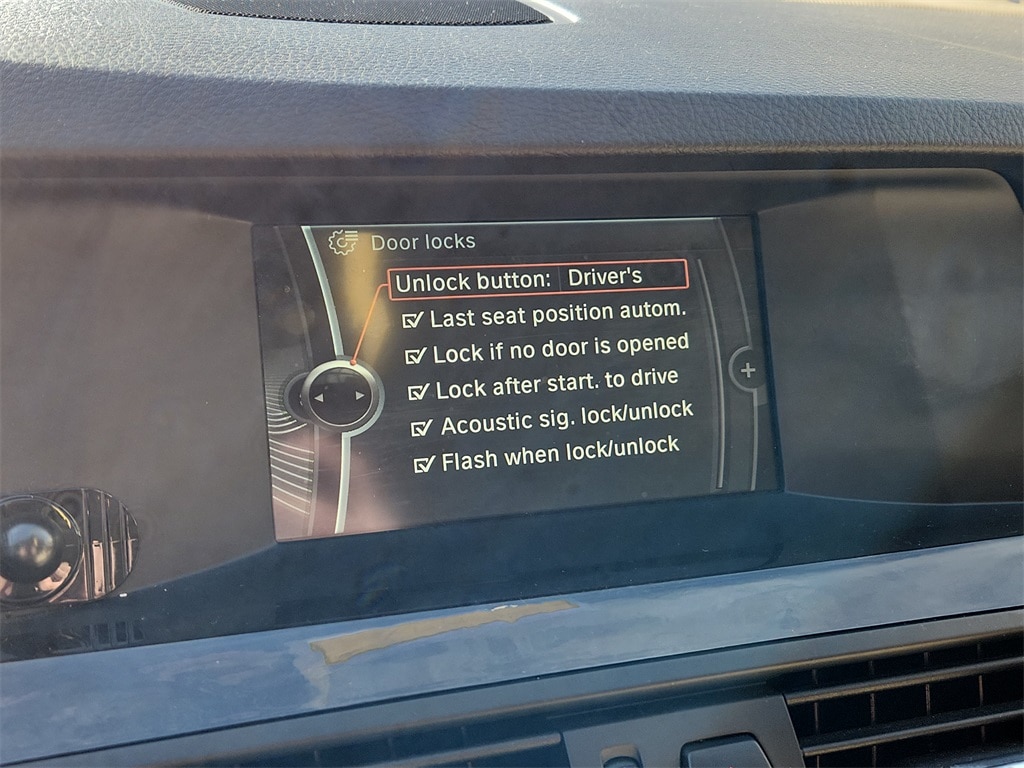 Door locks
Unlock button: Driver's
Last seat position autom.
Lock if no door is opened
Lock after start. to drive
Acoustic sig. lock/unlock
Flash when lock/unlock